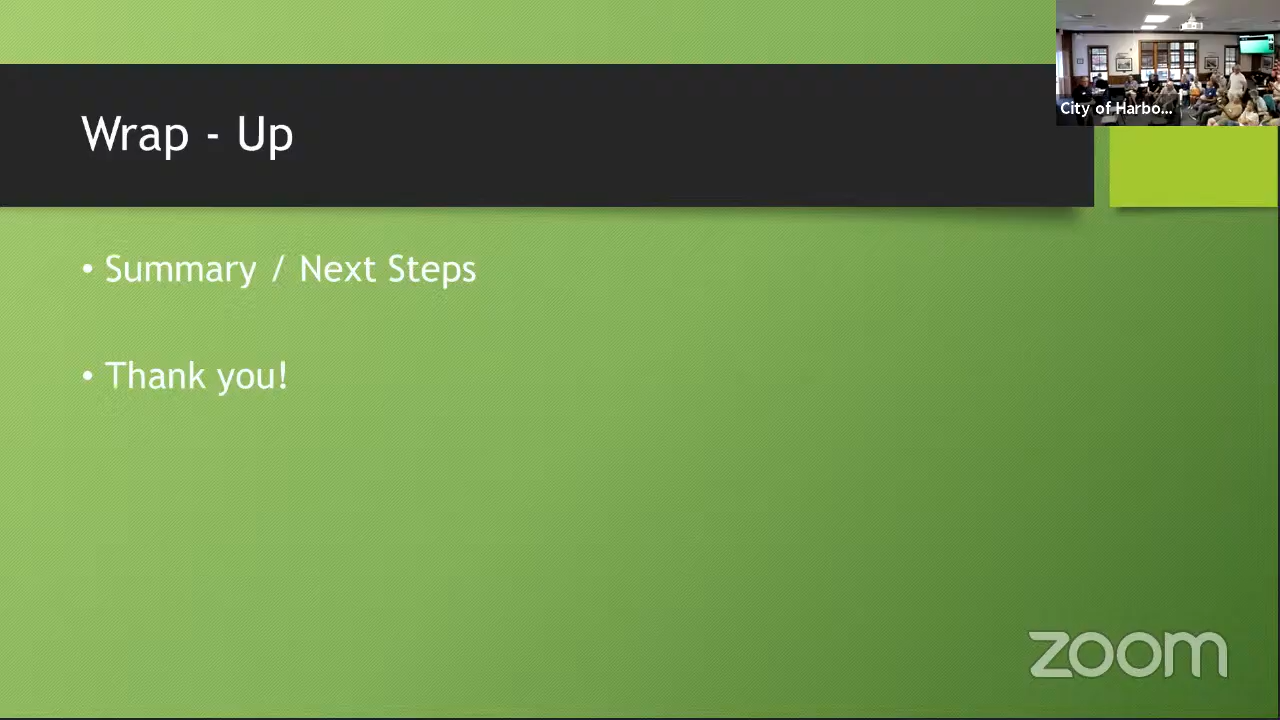 City of Harbo...
Wrap - Up
• Summary / Next Steps
• Thank you!
zoom